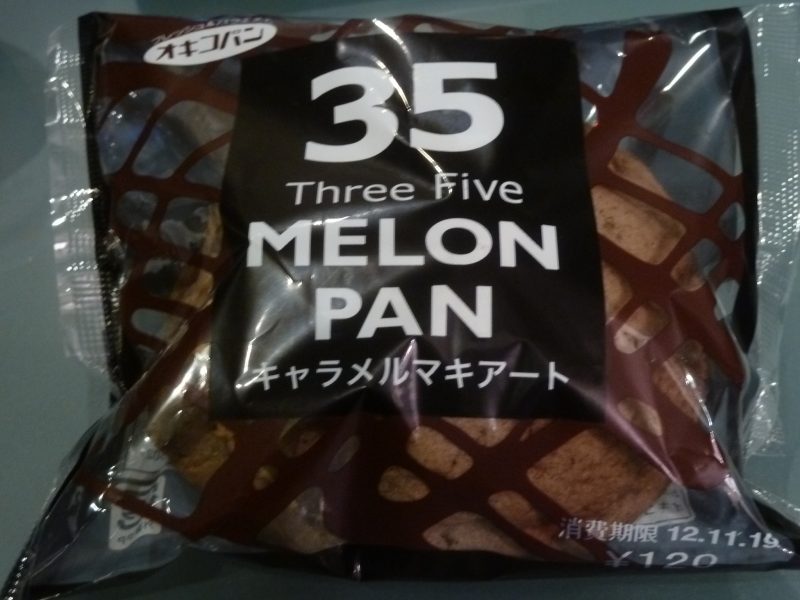 オキコパン
35
Three Five
MELON
PAN
キャラメルマキアート
消費期限 12.11.19
¥120